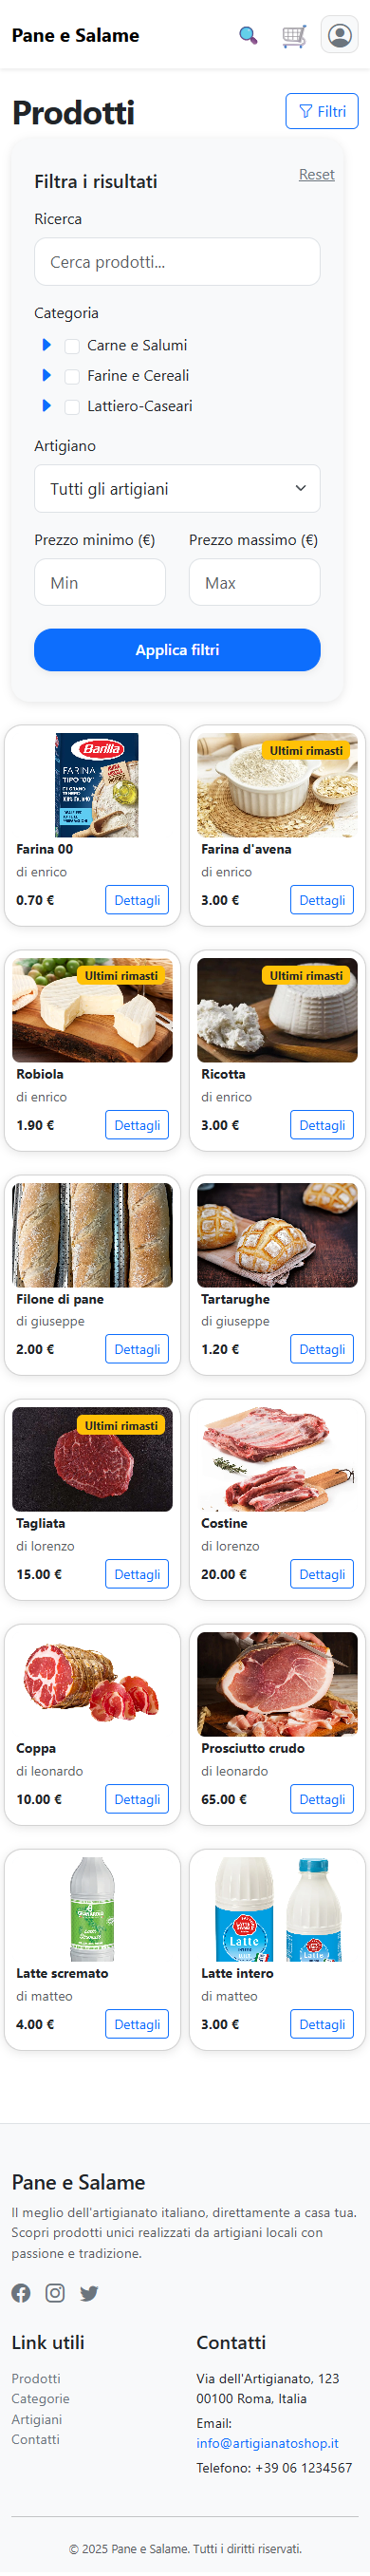 Pane e Salame
Prodotti
Filtri
Filtra i risultati
Reset
Ricerca
Cerca prodotti...
Categoria
Carne e Salumi
Farine e Cereali
Lattiero-Caseari
Artigiano
Tutti gli artigiani
Prezzo minimo (€)
Prezzo massimo (€)
Min
Max
Applica filtri
Barilla
FARINA
TIPO "00"
Farina 00
di enrico
0.70 €
Dettagli
Ultimi rimasti
Farina d'avena
di enrico
3.00 €
Dettagli
Ultimi rimasti
Robiola
di enrico
1.90 €
Dettagli
Ultimi rimasti
Ricotta
di enrico
3.00 €
Dettagli
Filone di pane
di giuseppe
2.00 €
Dettagli
Tartarughe
di giuseppe
1.20 €
Dettagli
Ultimi rimasti
Tagliata
di lorenzo
15.00 €
Dettagli
Costine
di lorenzo
20.00 €
Dettagli
Coppa
di leonardo
10.00 €
Dettagli
Prosciutto crudo
di leonardo
65.00 €
Dettagli
Latte scremato
di matteo
4.00 €
Dettagli
Latte
Latte intero
di matteo
3.00 €
Dettagli
Pane e Salame
Il meglio dell'artigianato italiano, direttamente a casa tua.
Scopri prodotti unici realizzati da artigiani locali con
passione e tradizione.
Link utili
Prodotti
Categorie
Artigiani
Contatti
Contatti
Via dell'Artigianato, 123
00100 Roma, Italia
Email:
info@artigianatoshop.it
Telefono: +39 06 1234567
© 2025 Pane e Salame. Tutti i diritti riservati.